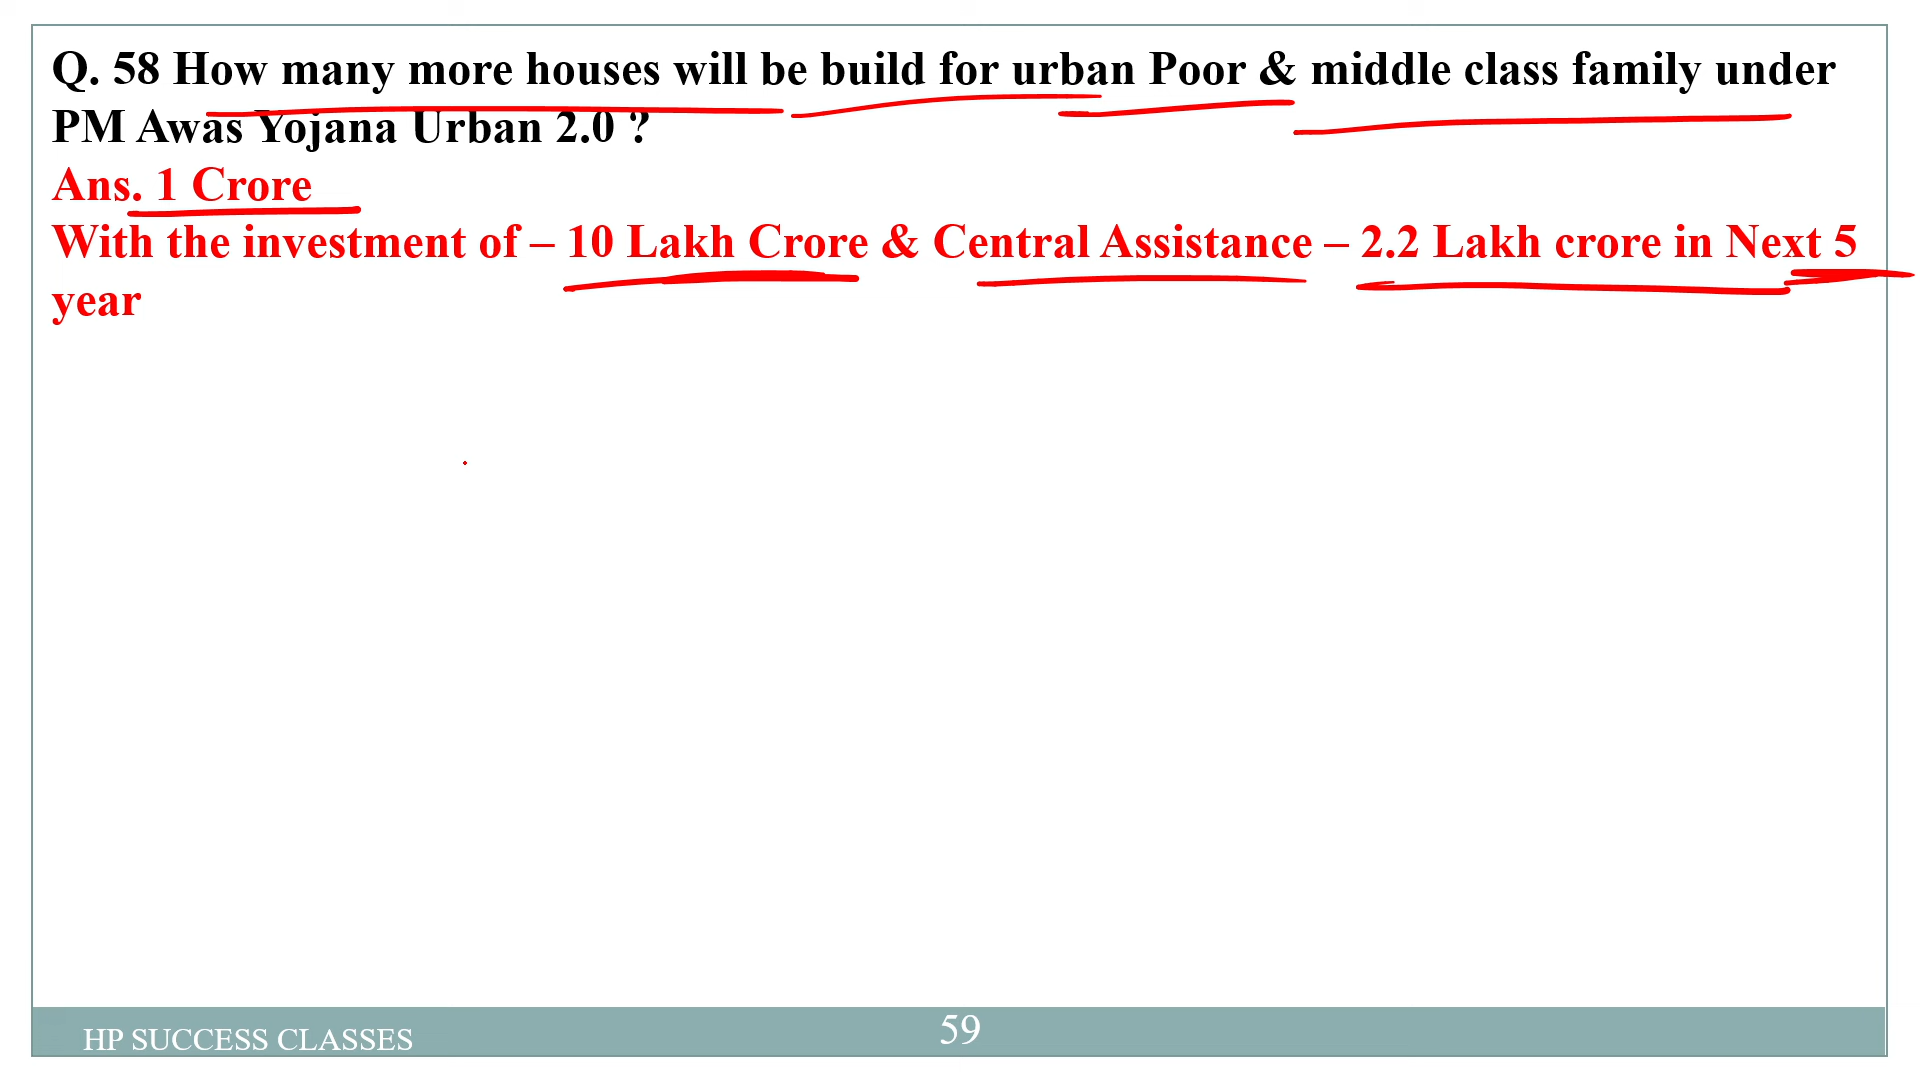 Q. 58 How many more houses will be build for urban Poor & middle class family under
PM Awas Yojana Urban 2.0 ?
Ans. 1 Crore
With the investment of – 10 Lakh Crore & Central Assistance – 2.2 Lakh crore in Next 5
year
HP SUCCESS CLASSES
59